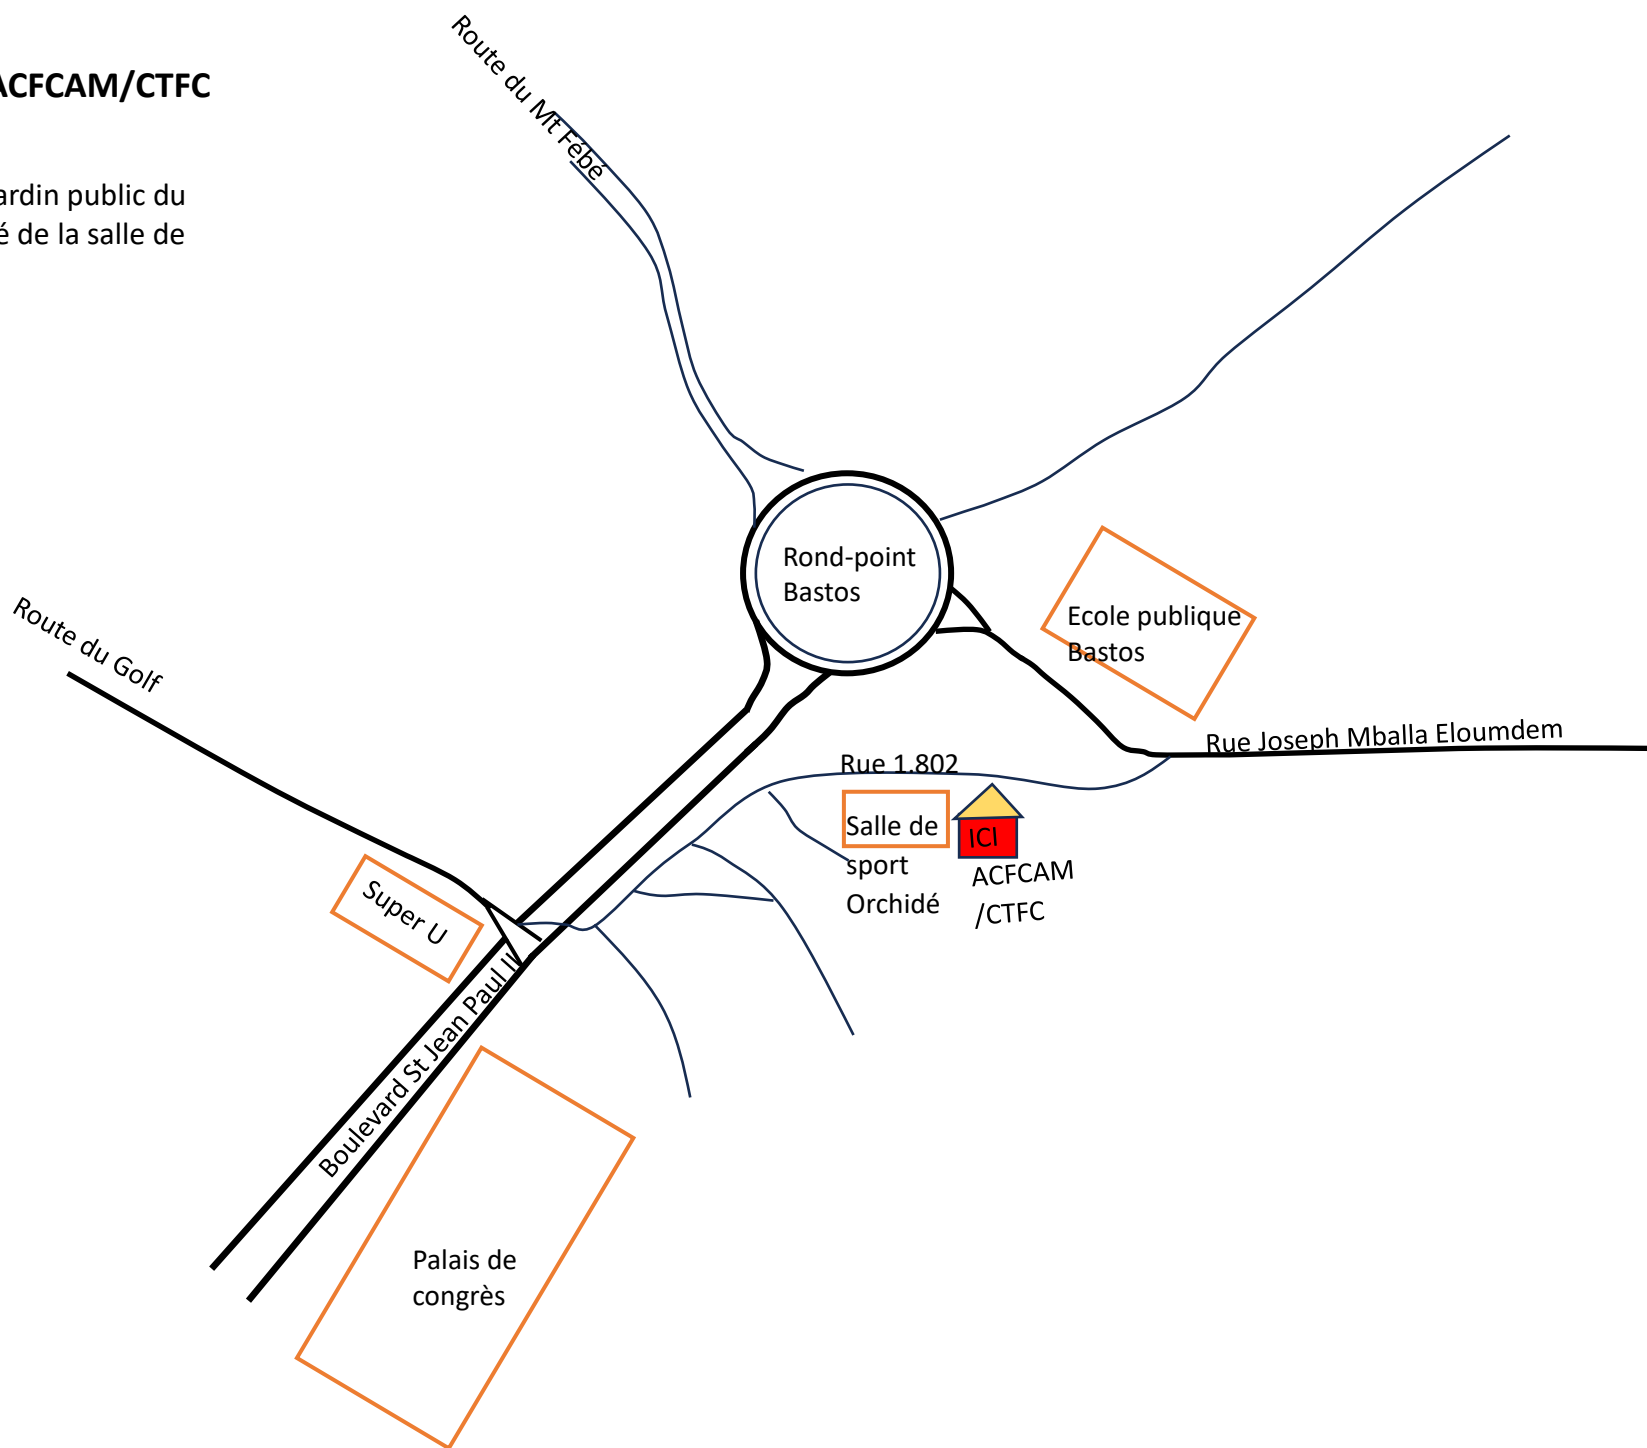 Route du Mt Fébé
ACFCAM/CTFC
ardin public du
é de la salle de
Rond-point
Bastos
Ecole publique
Bastos
Route du Golf
Rue Joseph Mballa Eloumdem
Rue 1.802
Salle de
sport
Orchidé
ICI
ACFCAM
/CTFC
Super U
Boulevard St Jean Paul II
Palais de
congrès